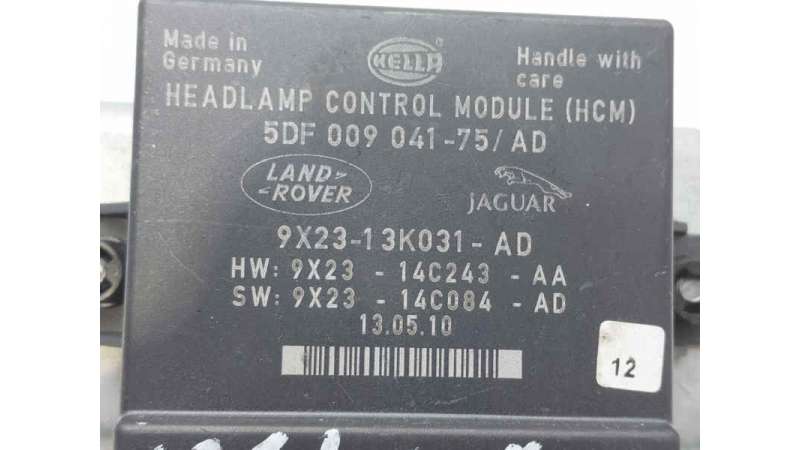 Made in
Germany
HELLA
Handle with
care
HEADLAMP CONTROL MODULE (HCM)
5DF 009 041-75/AD
LAND
ROVER
JAGUAR
9X23-13K031-AD
HW: 9X23 - 14C243 - AA
SW: 9X23 - 14C084 - AD
13.05.10
12